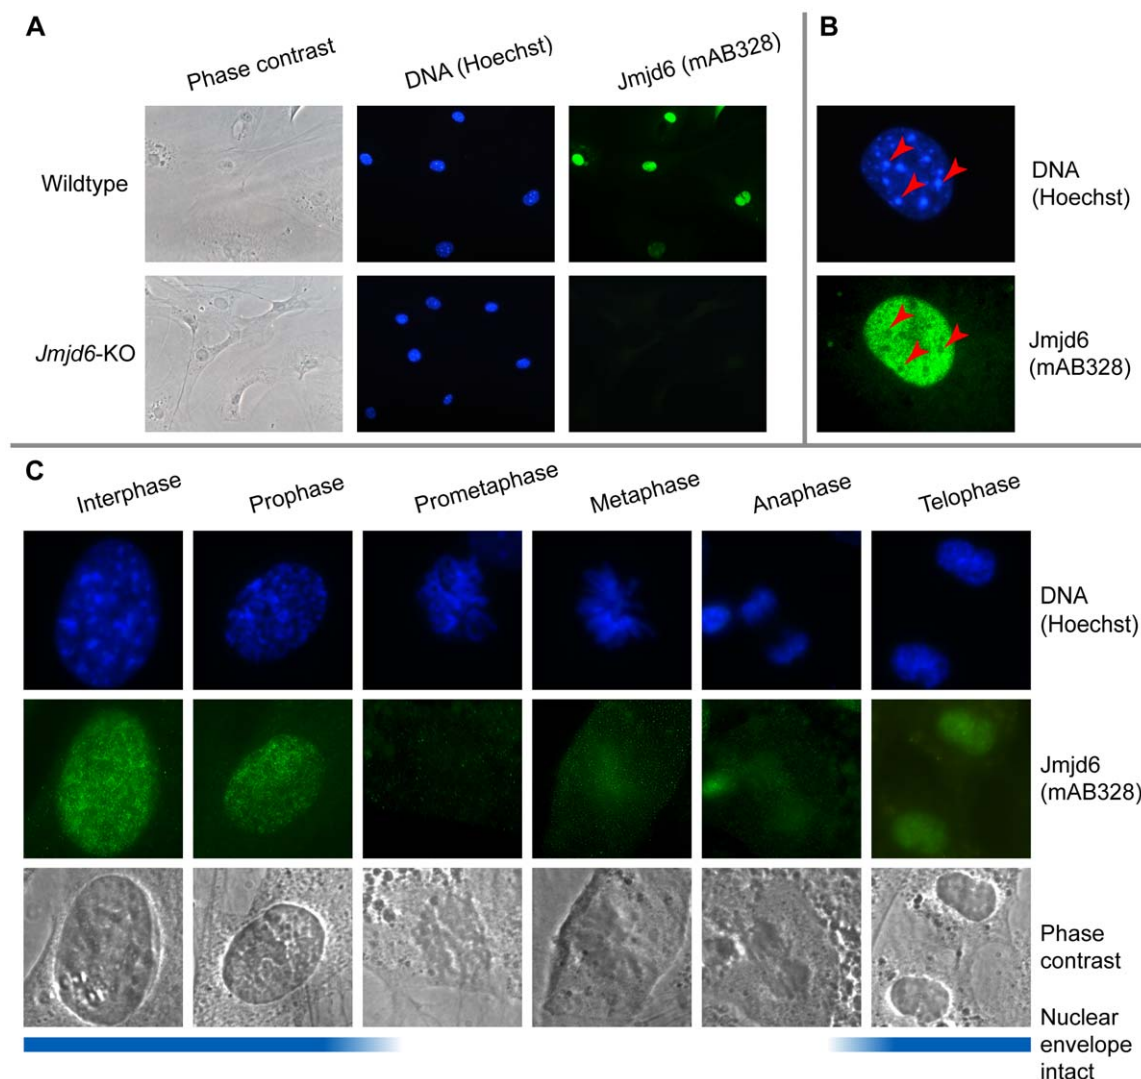 A
B
Phase contrast
DNA (Hoechst)
Jmjd6 (mAB328)
Wildtype
DNA
(Hoechst)
Jmjd6-KO
Jmjd6
(mAB328)
C
Interphase
Prophase
Prometaphase
Metaphase
Anaphase
Telophase
DNA
(Hoechst)
Jmjd6
(mAB328)
Phase
contrast
Nuclear
envelope
intact